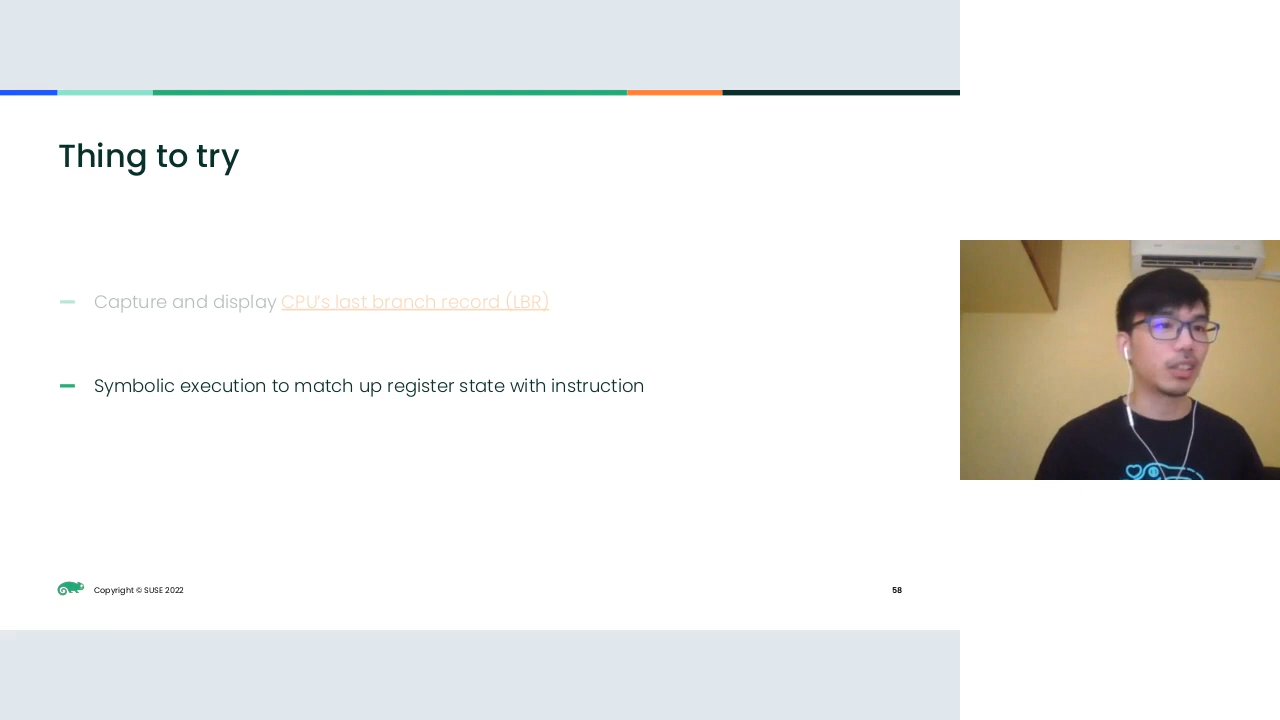 Thing to try
Capture and display CPU's last branch record (LBR)
Symbolic execution to match up register state with instruction
Copyright © SUSE 2022
58